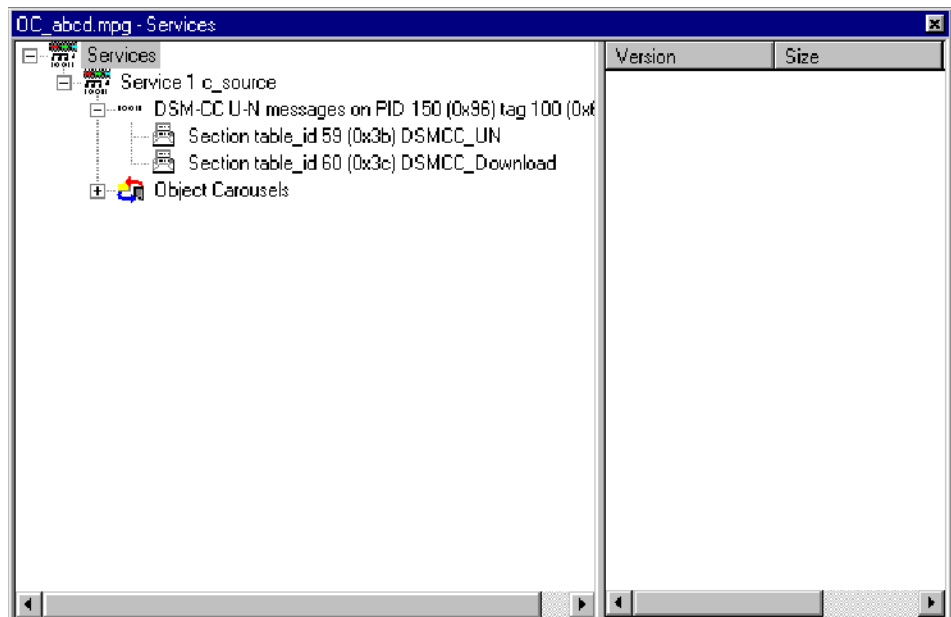 OC_abcd.mpg - Services
Services
Version Size
Service 1 c_source
DSM-CC U-N messages on PID 150 (0x96) tag 100 (0x6
Section table_id 59 (0x3b) DSMCC_UN
Section table_id 60 (0x3c) DSMCC_Download
Object Carousels